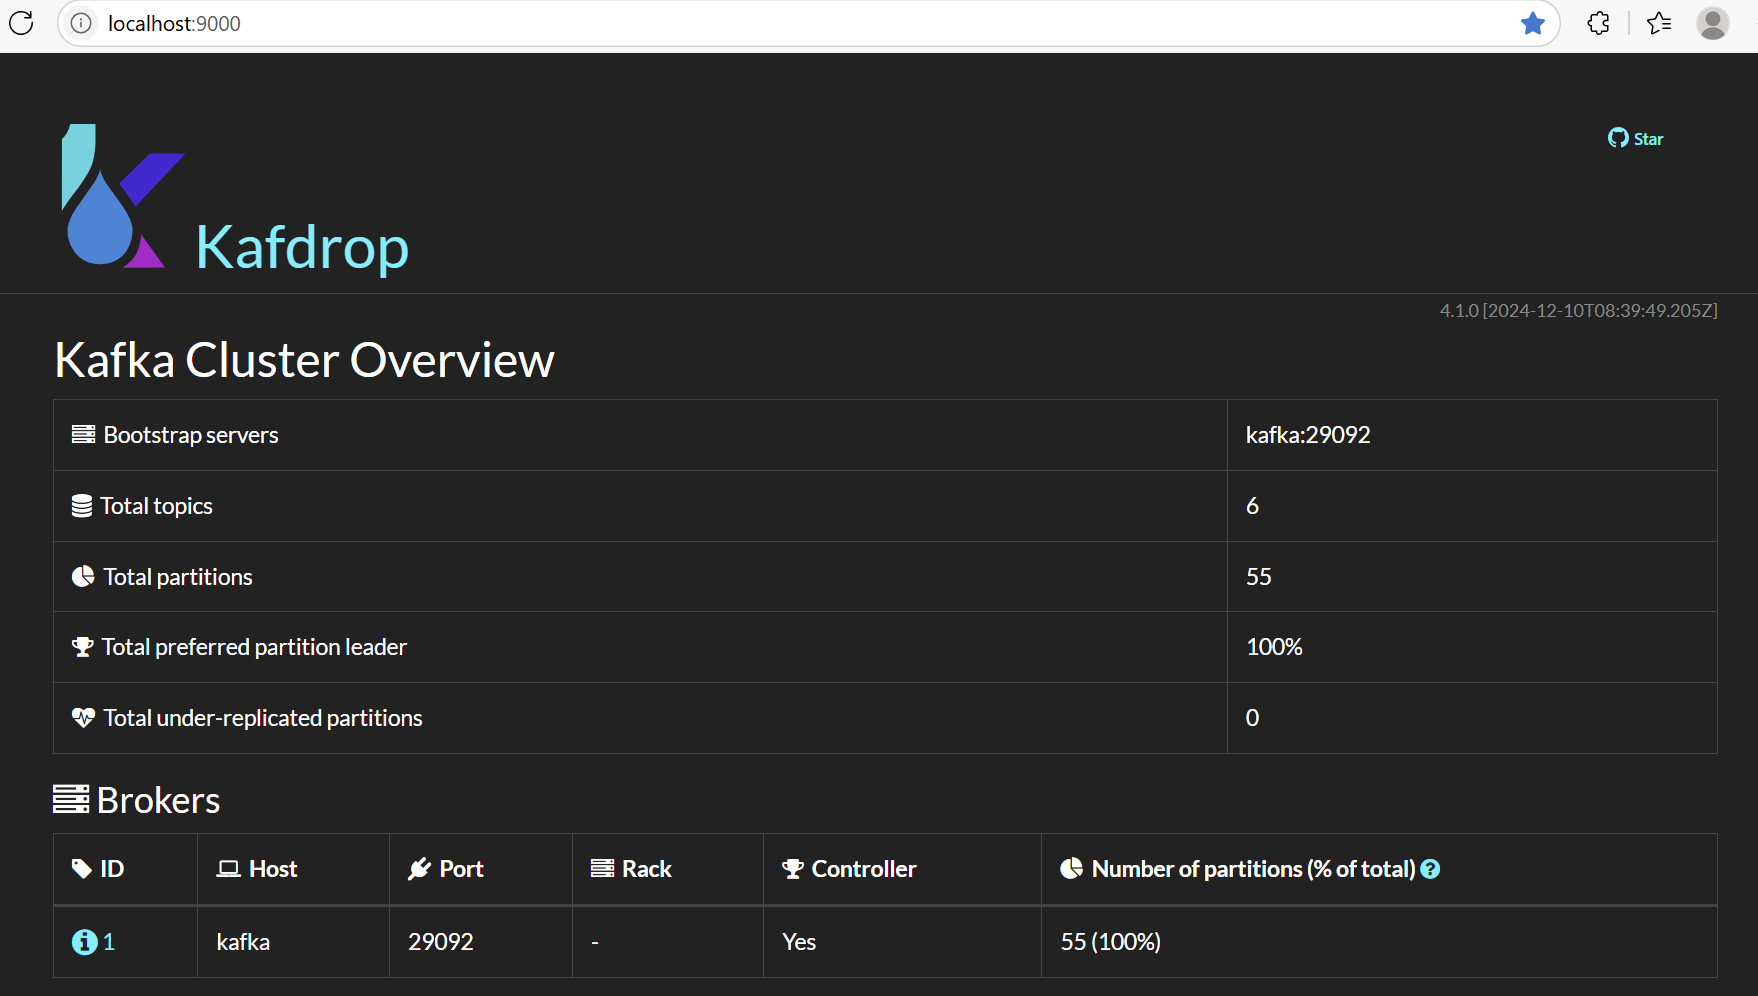 localhost:9000
Star
Kafdrop
4.1.0 [2024-12-10T08:39:49.205Z]
Kafka Cluster Overview
Bootstrap servers kafka:29092
Total topics 6
Total partitions 55
Total preferred partition leader 100%
Total under-replicated partitions 0
Brokers
ID Host Port Rack Controller Number of partitions (% of total) ?
1 kafka 29092 - Yes 55 (100%)